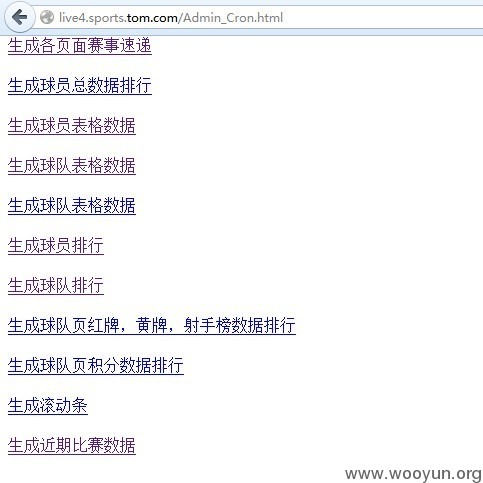 live4.sports.tom.com/Admin_Cron.html
生成各页面赛事速递
生成球员总数据排行
生成球员表格数据
生成球队表格数据
生成球队表格数据
生成球员排行
生成球队排行
生成球队页红牌，黄牌，射手榜数据排行
生成球队页积分数据排行
生成滚动条
生成近期比赛数据
www.wooyun.org